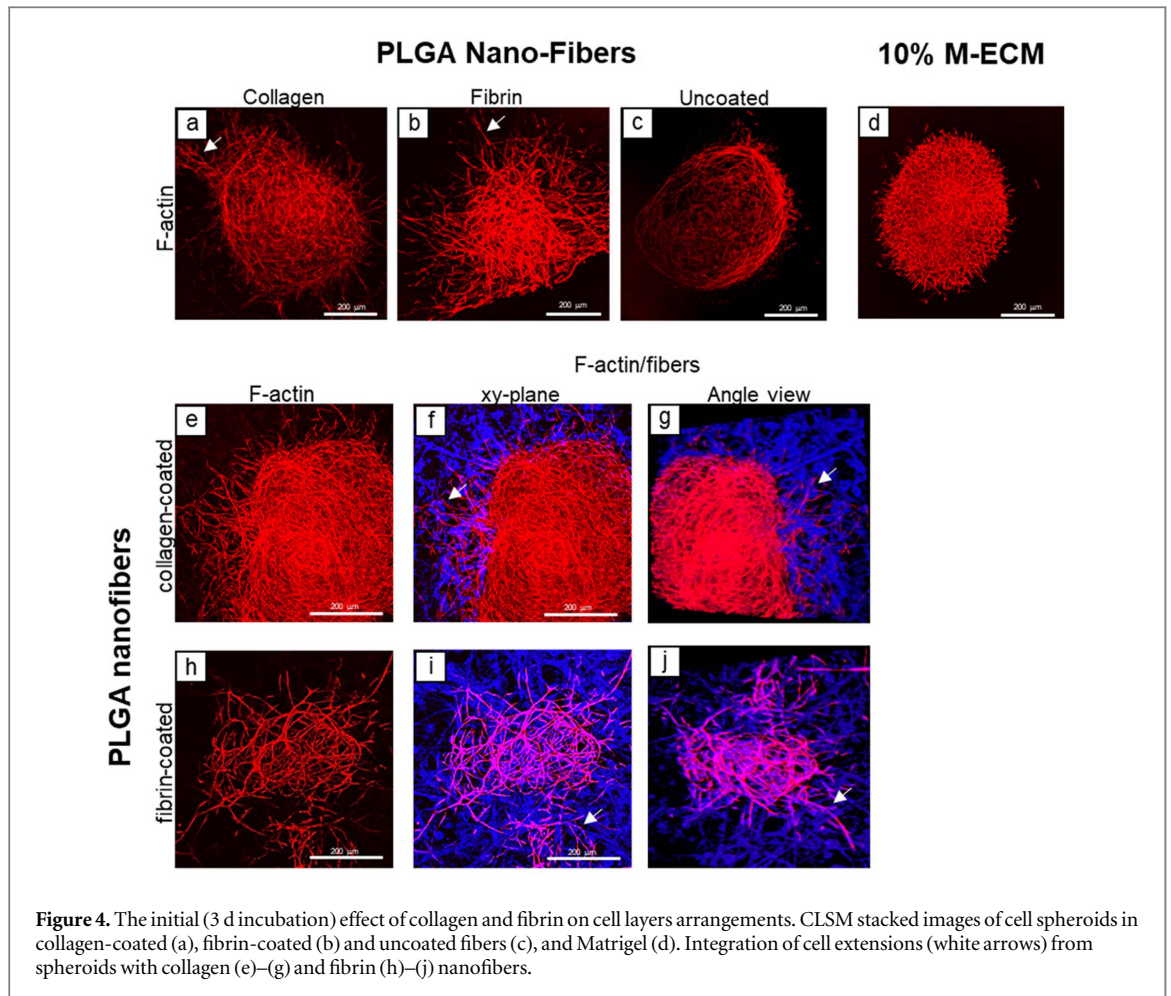 PLGA Nano-Fibers
10% M-ECM
Collagen
Fibrin
Uncoated
a
b
c
d
F-actin
200 µm
200 µm
200 µm
200 µm
F-actin/fibers
F-actin
xy-plane
Angle view
PLGA nanofibers
collagen-coated
e
f
g
200 µm
200 µm
fibrin-coated
h
i
j
200 µm
200 µm
Figure 4. The initial (3 d incubation) effect of collagen and fibrin on cell layers arrangements. CLSM stacked images of cell spheroids in
collagen-coated (a), fibrin-coated (b) and uncoated fibers (c), and Matrigel (d). Integration of cell extensions (white arrows) from
spheroids with collagen (e)–(g) and fibrin (h)–(j) nanofibers.